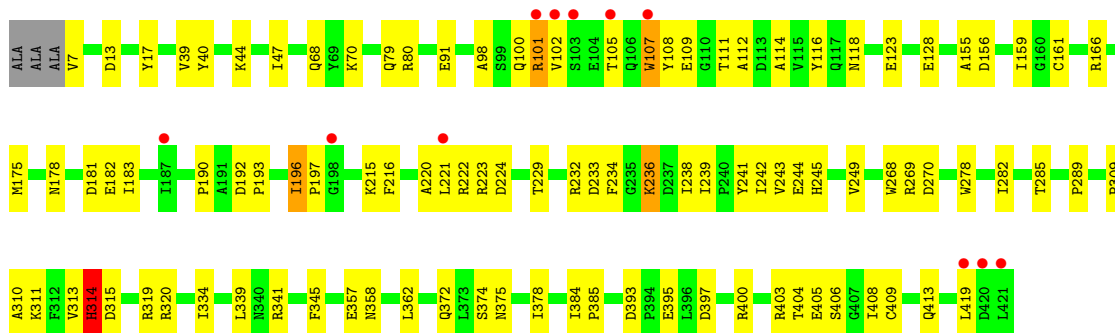 ALA ALA ALA V7 D13 Y17 V39 Y40 K44 I47 Q68 Y69 K70 Q79 R80 E91 A98 S99 Q100 R101 V102 S103 E104 T105 Q106 W107 Y108 E109 G110 T111 A112 D113 A114 V115 Y116 Q117 N118 E123 E128 A155 D156 I159 G160 C161 R166
M175 N178 D181 E182 I183 I187 P190 A191 D192 P193 I196 P197 G198 K215 F216 A220 L221 R222 R223 D224 T229 R232 D233 F234 G235 K236 D237 I238 I239 P240 Y241 I242 V243 E244 H245 V249 W268 R269 D270 W278 I282 T285 P289
A310 K311 F312 V313 H314 D315 R319 R320 I334 L339 N340 R341 F345 E357 N358 L362 Q372 L373 S374 N375 I378 I384 P385 D393 P394 E395 L396 D397 R400 R403 T404 E405 S406 G407 I408 C409 Q413 L419 D420 L421